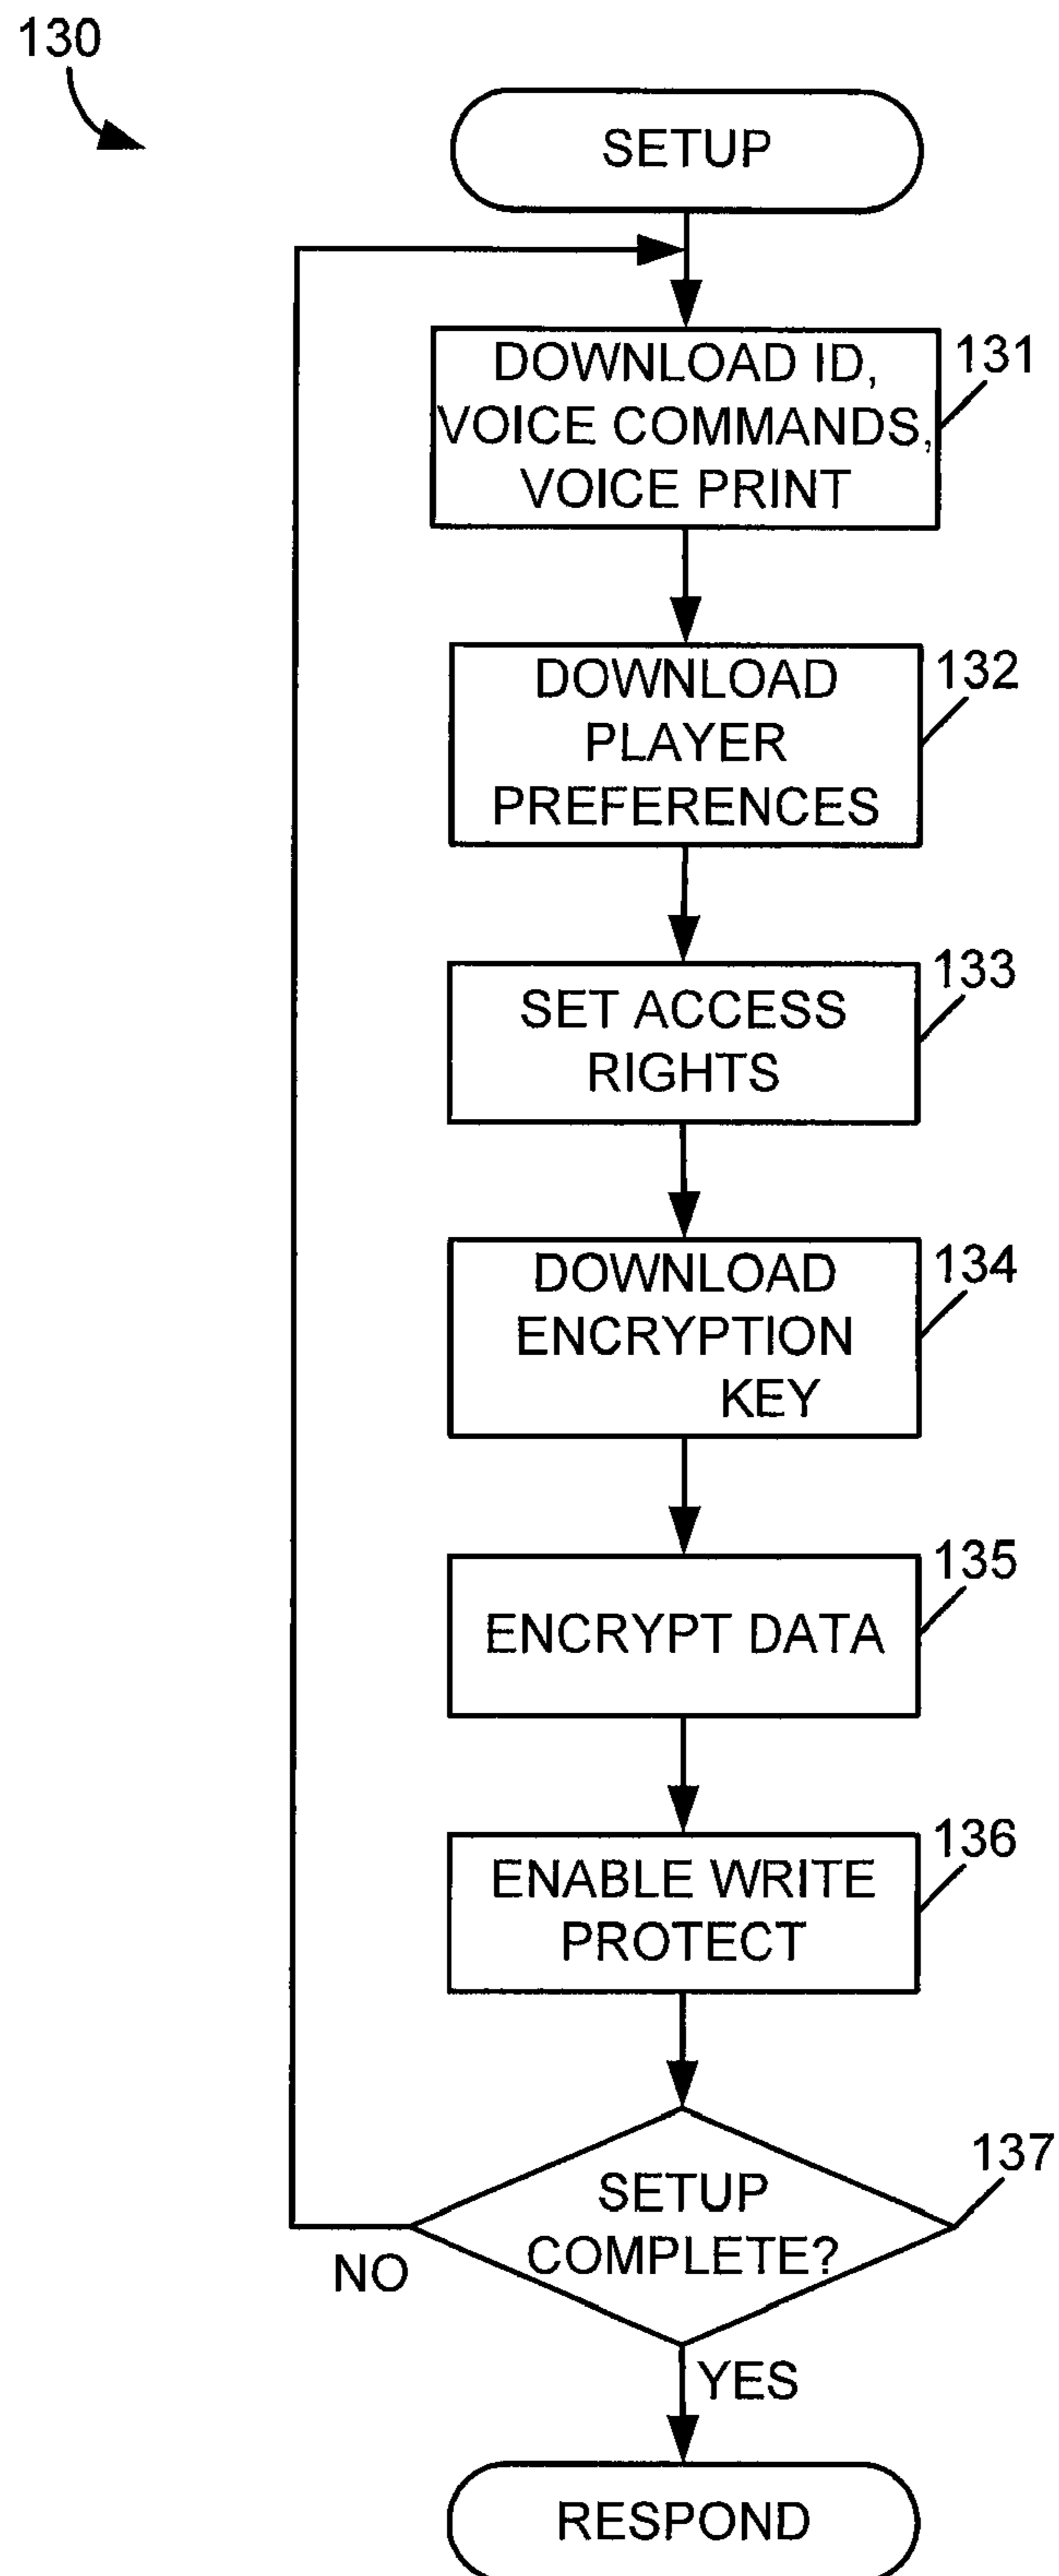 130
SETUP
DOWNLOAD ID,
VOICE COMMANDS,
VOICE PRINT
131
DOWNLOAD
PLAYER
PREFERENCES
132
SET ACCESS
RIGHTS
133
DOWNLOAD
ENCRYPTION
KEY
134
ENCRYPT DATA
135
ENABLE WRITE
PROTECT
136
SETUP
COMPLETE?
137
NO
YES
RESPOND